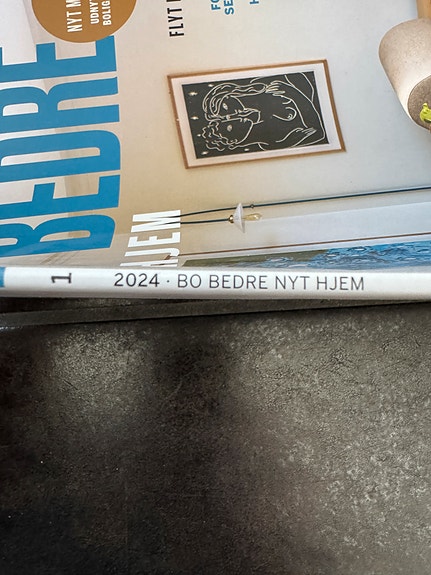 NYT M
UDNY
BOLIG
FLYT
BEDRE
HJEM
1 2024 · BO BEDRE NYT HJEM